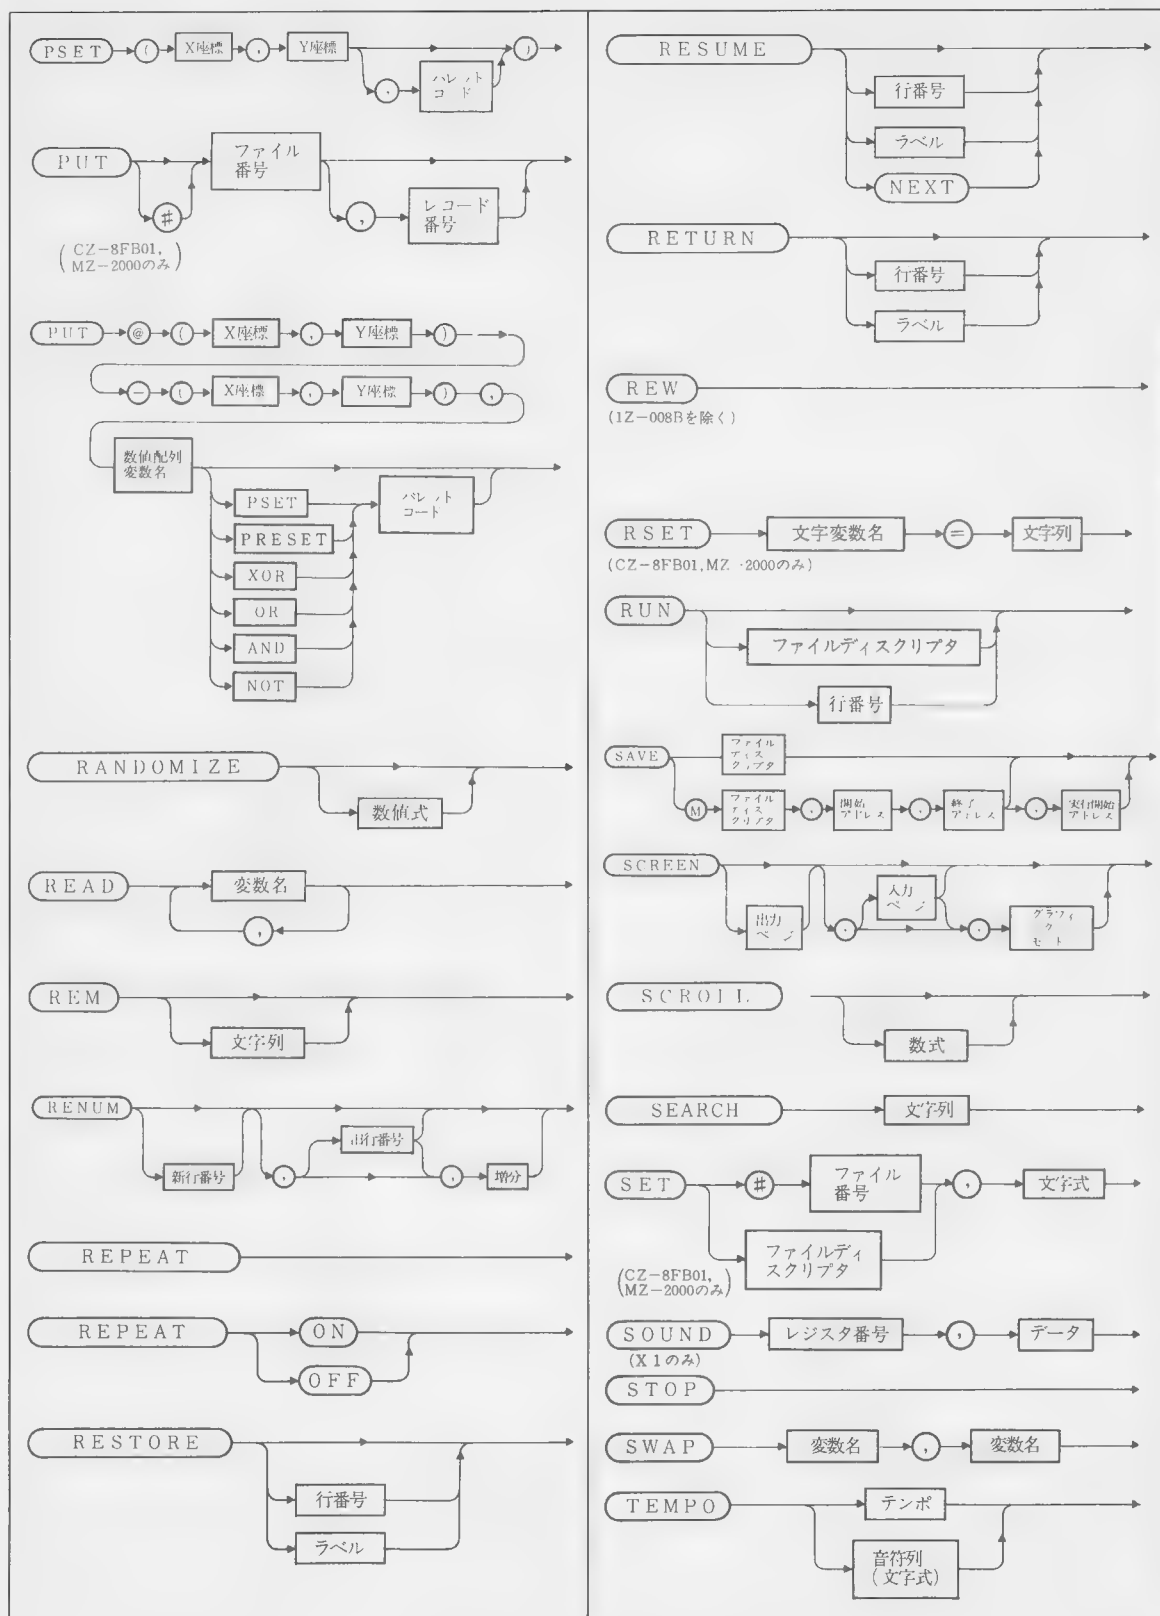 PSET ( X座標 , Y座標 )
, パレットコード
PUT ファイル番号
# , レコード番号
(CZ-8FB01,
MZ-2000のみ)
PUT @ ( X座標 , Y座標 )
- ( X座標 , Y座標 ) ,
数値配列変数名
PSET パレットコート
PRESET
XOR
OR
AND
NOT
RANDOMIZE
数値式
READ 変数名
,
REM
文字列
RENUM
行番号
新行番号 , , 増分
REPEAT
REPEAT ON
OFF
RESTORE
行番号
ラベル
RESUME
行番号
ラベル
NEXT
RETURN
行番号
ラベル
REW
(1Z-008Bを除く)
RSET 文字変数名 = 文字列
(CZ-8FB01,MZ-2000のみ)
RUN
ファイルディスクリプタ
行番号
SAVE ファイルディスクリプタ
M ファイルディスクリプタ , 開始アドレス , 終了アドレス , 実行開始アドレス
SCREEN
入力ページ
出力ページ , , グラフィク
SCROLL
数式
SEARCH 文字列
SET # ファイル番号 , 文字式
ファイルディスクリプタ
(CZ-8FB01,
MZ-2000のみ)
SOUND レジスタ番号 , データ
(X1のみ)
STOP
SWAP 変数名 , 変数名
TEMPO テンポ
音符列
(文字式)